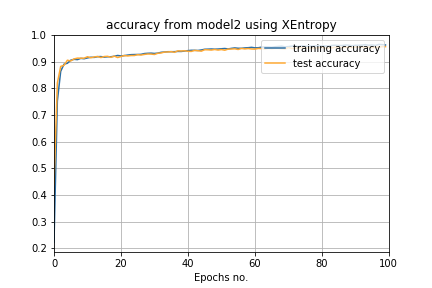 accuracy from model2 using XEntropy
1.0
0.9
0.8
0.7
0.6
0.5
0.4
0.3
0.2
training accuracy
test accuracy
0 20 40 60 80 100
Epochs no.